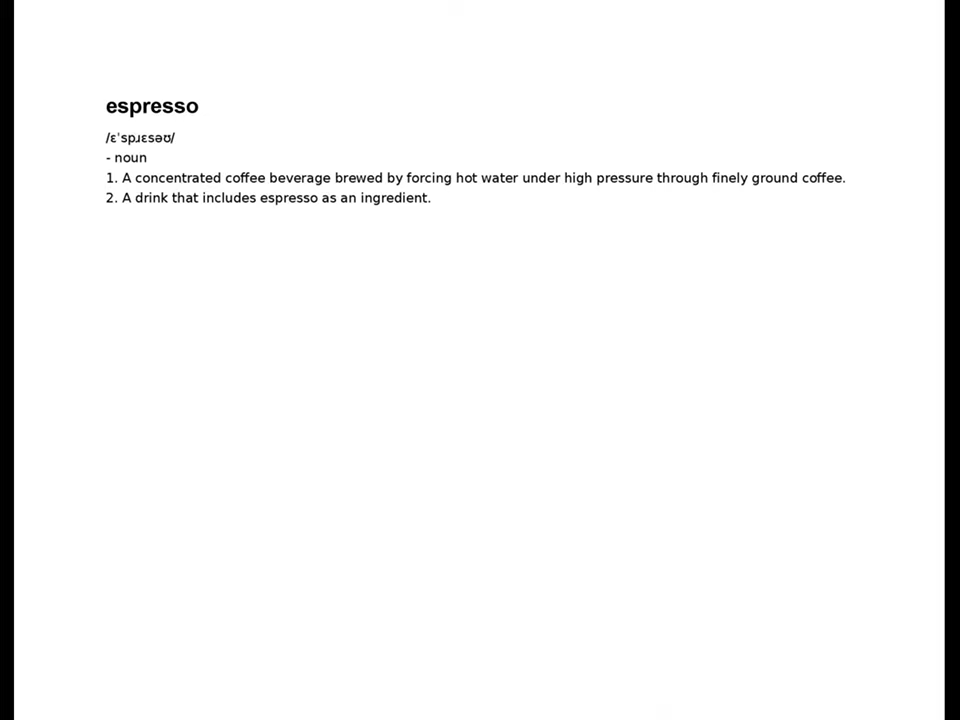 espresso
/ɛˈspɹɛsəʊ/
- noun
1. A concentrated coffee beverage brewed by forcing hot water under high pressure through finely ground coffee.
2. A drink that includes espresso as an ingredient.